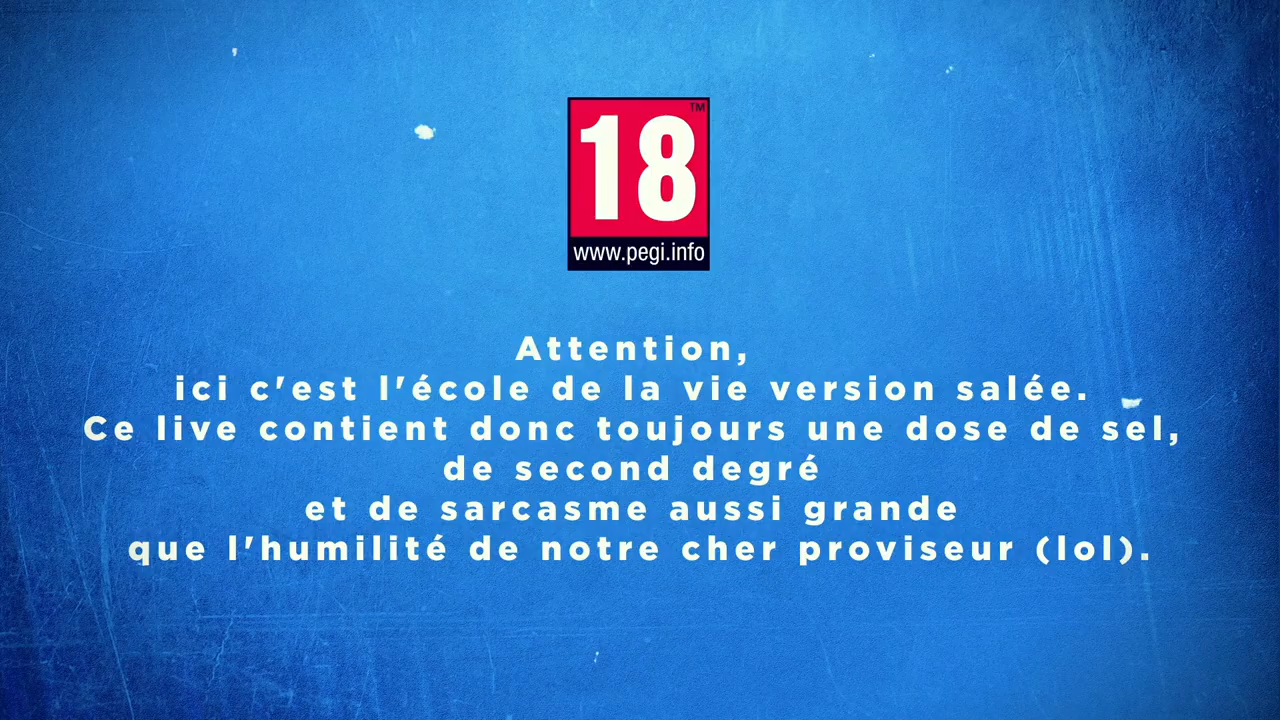 18
TM
www.pegi.info
Attention,
ici c'est l'école de la vie version salée.
Ce live contient donc toujours une dose de sel,
de second degré
et de sarcasme aussi grande
que l'humilité de notre cher proviseur (lol).